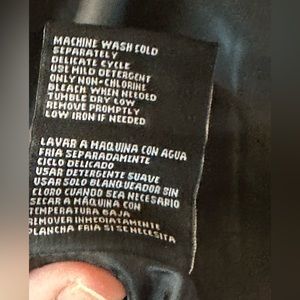 MACHINE WASH COLD
SEPARATELY
DELICATE CYCLE
USE MILD DETERGENT
ONLY NON-CHLORINE
BLEACH WHEN NEEDED
TUMBLE DRY LOW
REMOVE PROMPTLY
LOW IRON IF NEEDED
LAVAR A MAQUINA CON AGUA
FRIA SEPARADAMENTE
CICLO DELICADO
USAR DETERGENTE SUAVE
USAR SOLO BLANQUEADOR SIN
CLORO CUANDO SEA NECESARIO
SECAR A MAQUINA CON
TEMPERATURA BAJA
REMOVER INMEDIATAMENTE
PLANCHA FRIA SI SE NECESITA